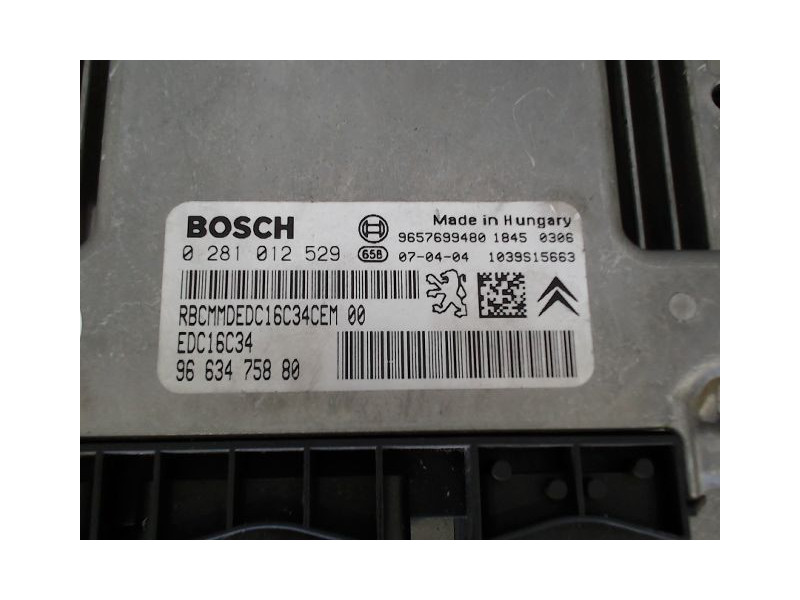 BOSCH
Made in Hungary
0 281 012 529
9657699480 1845 0306
65B
07-04-04 1039S15663
RBCMMDEDC16C34CEM 00
EDC16C34
96 634 758 80